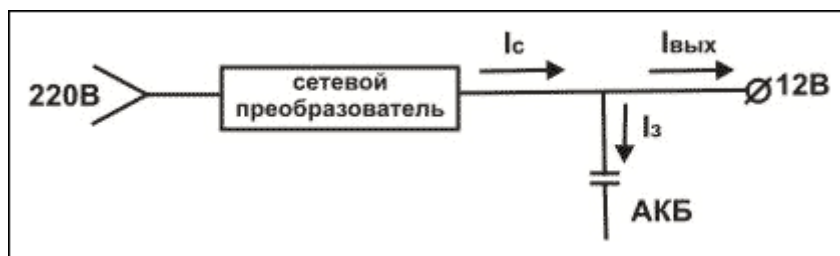 Iс
Iвых
220В
сетевой
преобразователь
12В
Iз
АКБ